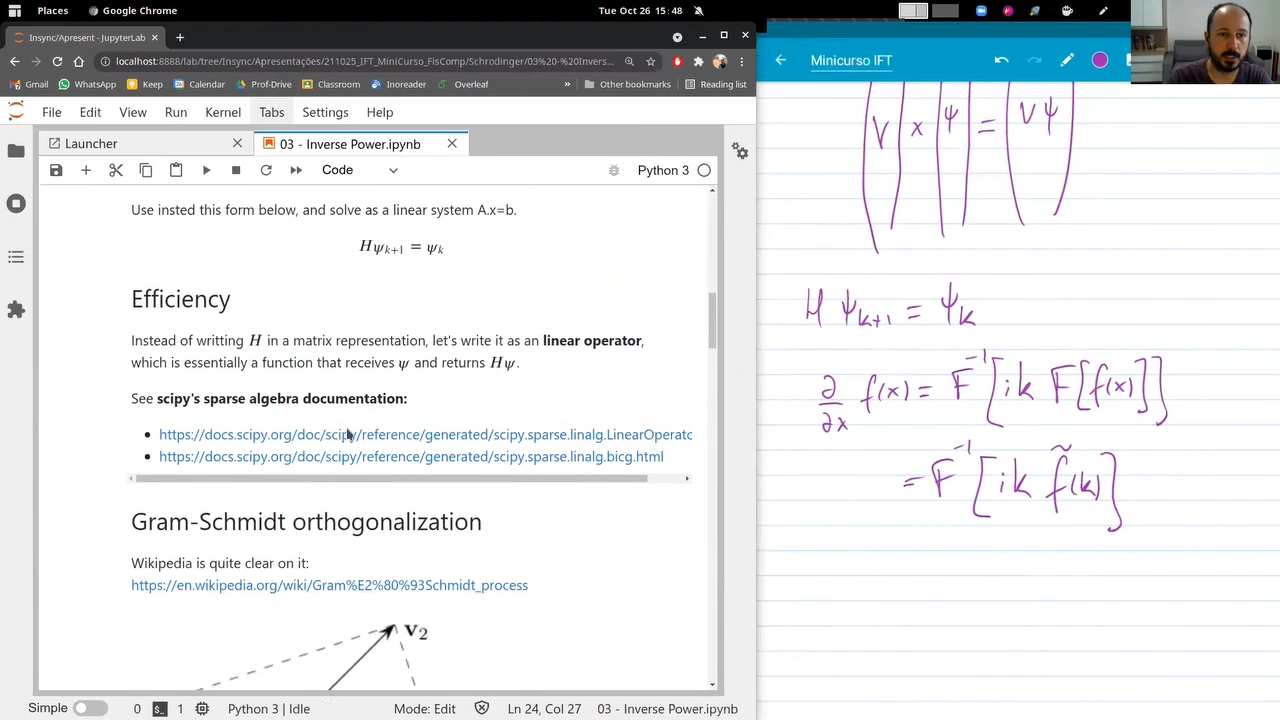 Places
Google Chrome
Tue Oct 26 15:48
Insync/Apresent - JupyterLab
localhost:8888/lab/tree/Insync/Apresentações/211025_IFT_MiniCurso_FisComp/Schrodinger/03%20-%20Invers...
Gmail WhatsApp Calendar Prof-Drive Classroom Inoreader Overleaf » Other bookmarks Reading list
File Edit View Run Kernel Tabs Settings Help
Launcher
03 - Inverse Power.ipynb
Code
Python 3
Use insted this form below, and solve as a linear system A.x=b.
Hψk+1 = ψk
Efficiency
Instead of writting H in a matrix representation, let's write it as an linear operator,
which is essentially a function that receives ψ and returns Hψ.
See scipy's sparse algebra documentation:
https://docs.scipy.org/doc/scipy/reference/generated/scipy.sparse.linalg.LinearOperato
https://docs.scipy.org/doc/scipy/reference/generated/scipy.sparse.linalg.bicg.html
Gram-Schmidt orthogonalization
Wikipedia is quite clear on it:
https://en.wikipedia.org/wiki/Gram%E2%80%93Schmidt_process
v2
Simple 0 1 Python 3 | Idle Mode: Edit Ln 24, Col 27 03 - Inverse Power.ipynb
Minicurso IFT
(V) × (ψ) = (Vψ)
H ψk+1 = ψk
∂/∂x f(x) = F⁻¹[ik F[f(x)]]
= F⁻¹[ik f̃(k)]